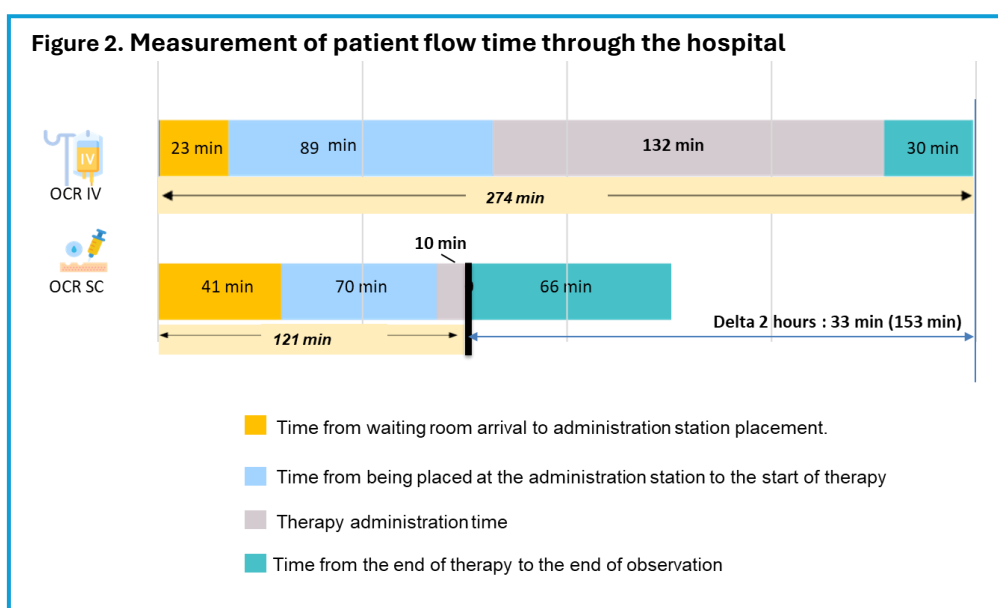 Figure 2. Measurement of patient flow time through the hospital
23 min
89 min
132 min
30 min
IV
OCR IV
274 min
10 min
OCR SC
41 min
70 min
66 min
Delta 2 hours : 33 min (153 min)
121 min
Time from waiting room arrival to administration station placement.
Time from being placed at the administration station to the start of therapy
Therapy administration time
Time from the end of therapy to the end of observation